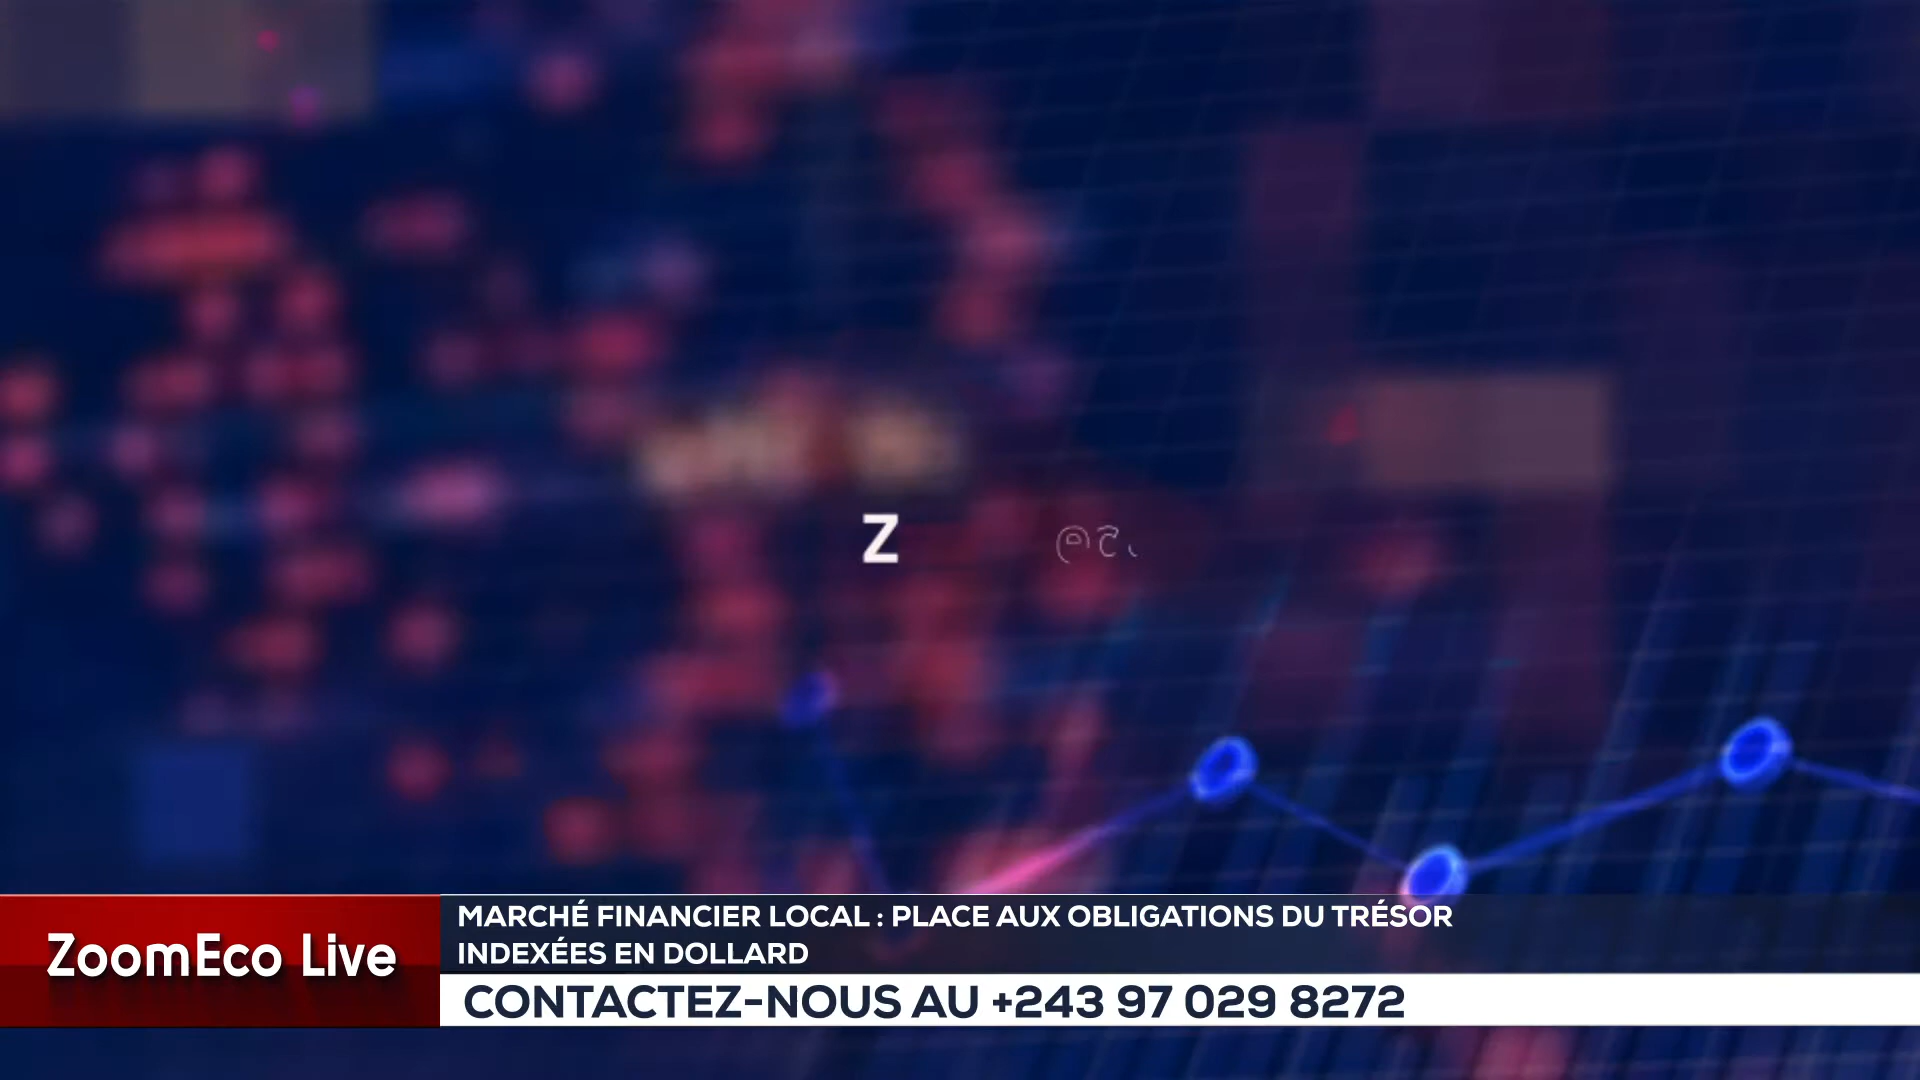 Z
ZoomEco Live
MARCHÉ FINANCIER LOCAL : PLACE AUX OBLIGATIONS DU TRÉSOR
INDEXÉES EN DOLLARD
CONTACTEZ-NOUS AU +243 97 029 8272